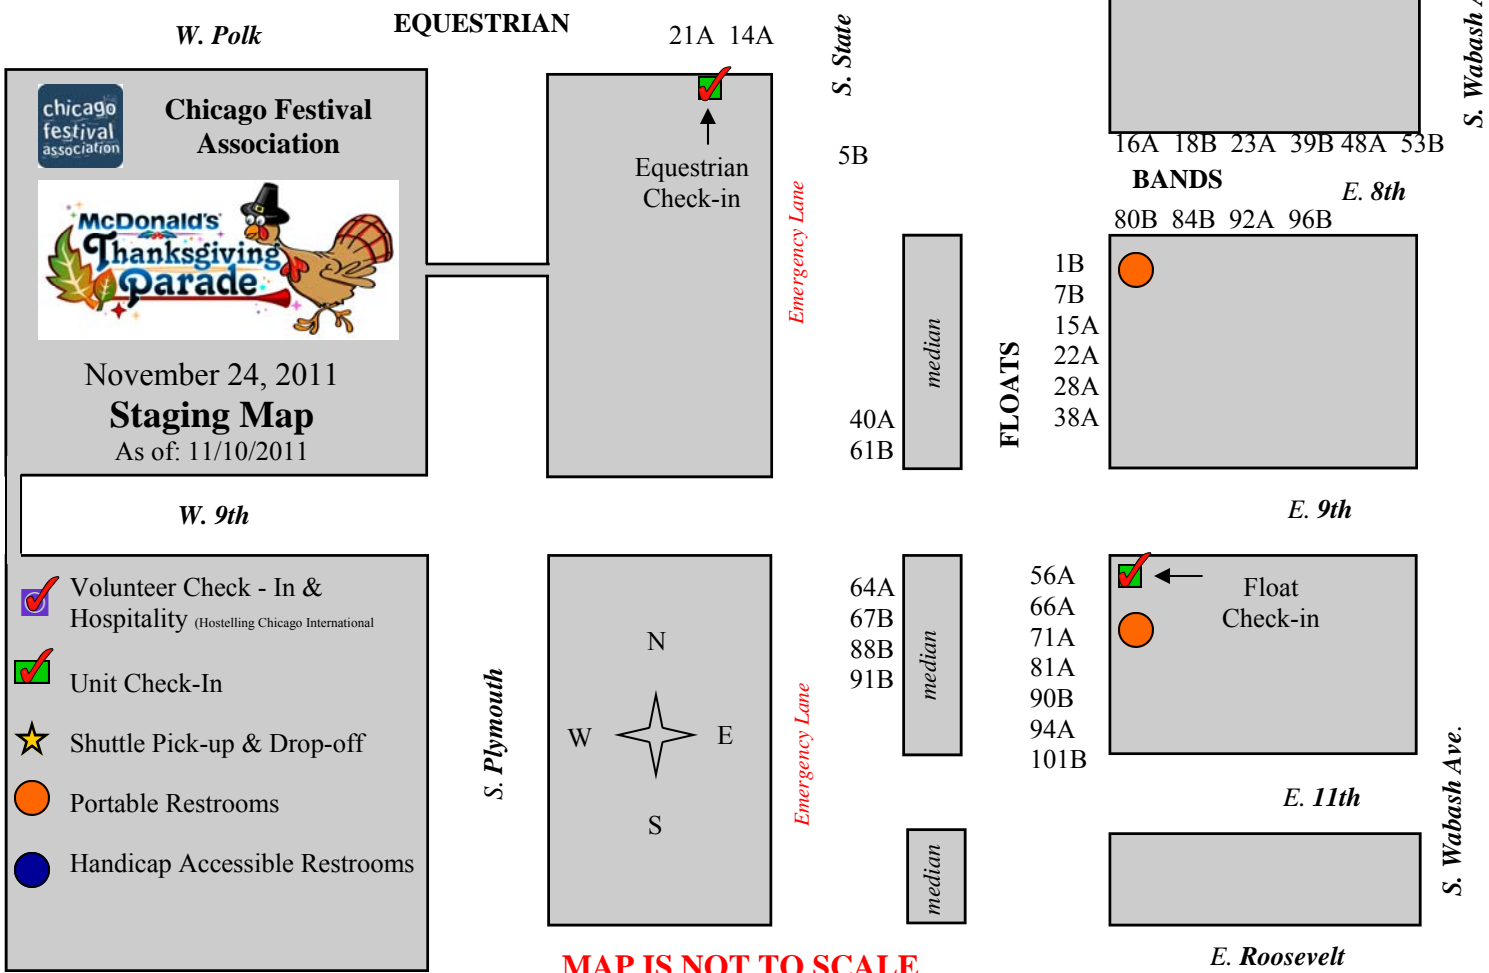 W. Polk
EQUESTRIAN
21A 14A
S. State
S. Wabash A
chicago
festival
association
Chicago Festival
Association
McDonald's
Thanksgiving
Parade
November 24, 2011
Staging Map
As of: 11/10/2011
Equestrian
Check-in
5B
Emergency Lane
16A 18B 23A 39B 48A 53B
BANDS
E. 8th
80B 84B 92A 96B
1B
7B
15A
22A
28A
38A
FLOATS
median
40A
61B
W. 9th
E. 9th
Volunteer Check - In &
Hospitality (Hostelling Chicago International
Unit Check-In
Shuttle Pick-up & Drop-off
Portable Restrooms
Handicap Accessible Restrooms
S. Plymouth
N
W E
S
Emergency Lane
64A
67B
88B
91B
median
56A
66A
71A
81A
90B
94A
101B
Float
Check-in
E. 11th
S. Wabash Ave.
median
E. Roosevelt
MAP IS NOT TO SCALE